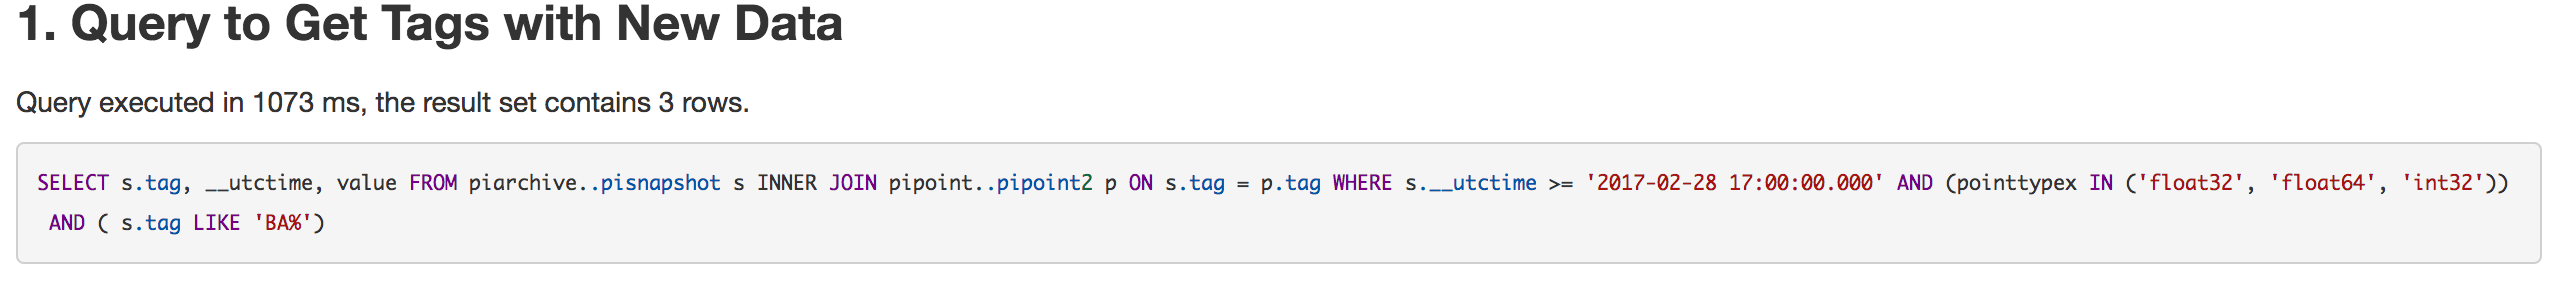 1. Query to Get Tags with New Data
Query executed in 1073 ms, the result set contains 3 rows.
SELECT s.tag, __utctime, value FROM piarchive..pisnapshot s INNER JOIN pipoint..pipoint2 p ON s.tag = p.tag WHERE s.__utctime >= '2017-02-28 17:00:00.000' AND (pointtypex IN ('float32', 'float64', 'int32'))
AND ( s.tag LIKE 'BA%')